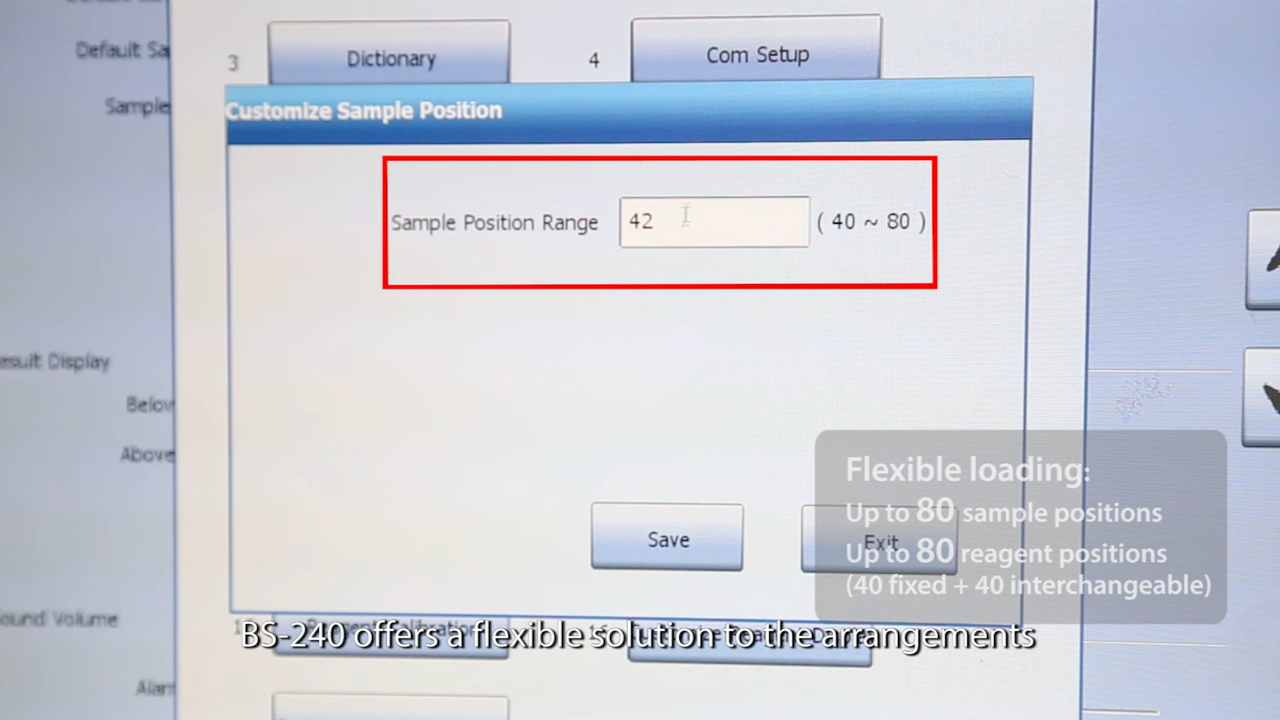 Default Sa
3
Dictionary
4
Com Setup
Sample
Customize Sample Position
Sample Position Range
42
( 40 ~ 80 )
esult Display
Below
Above
Flexible loading:
Up to 80 sample positions
Up to 80 reagent positions
(40 fixed + 40 interchangeable)
Save
Exit
ound Volume
BS-240 offers a flexible solution to the arrangements
Alarm